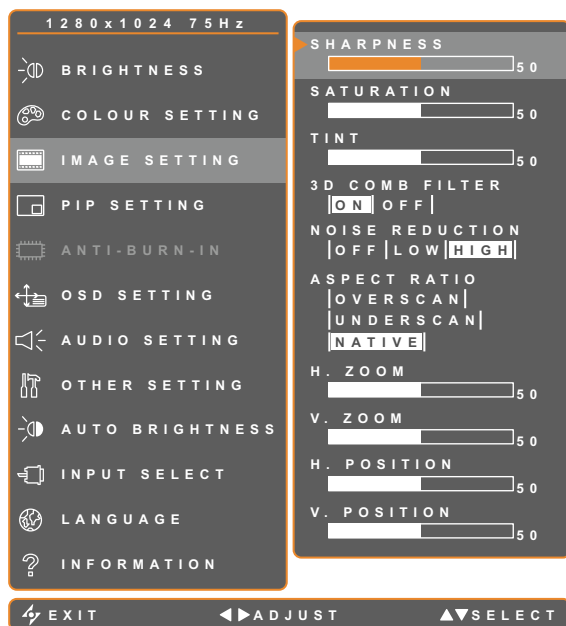 1280x1024 75Hz
BRIGHTNESS
COLOUR SETTING
IMAGE SETTING
PIP SETTING
ANTI-BURN-IN
OSD SETTING
AUDIO SETTING
OTHER SETTING
AUTO BRIGHTNESS
INPUT SELECT
LANGUAGE
INFORMATION
SHARPNESS
50
SATURATION
50
TINT
50
3D COMB FILTER
ON OFF
NOISE REDUCTION
OFF LOW HIGH
ASPECT RATIO
OVERSCAN
UNDERSCAN
NATIVE
H. ZOOM
50
V. ZOOM
50
H. POSITION
50
V. POSITION
50
EXIT ADJUST SELECT